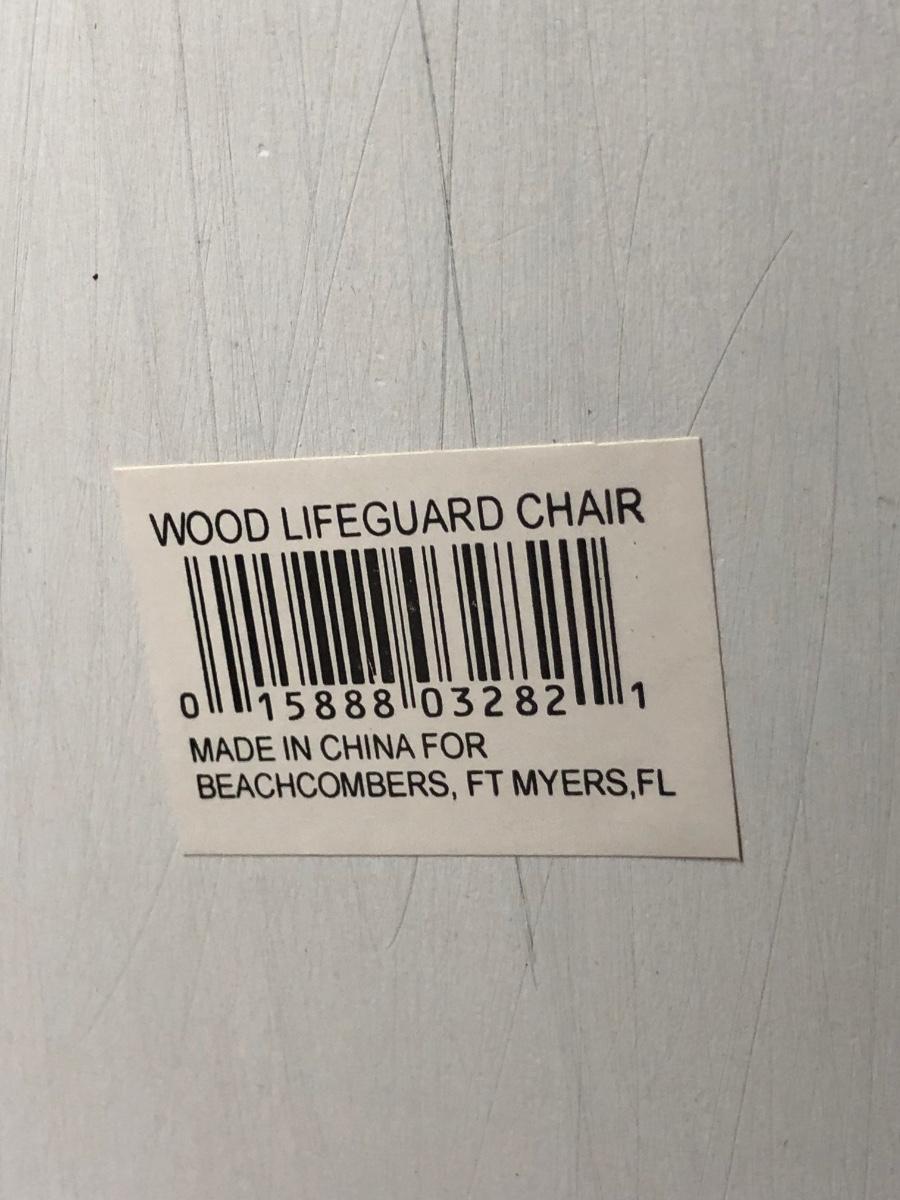 WOOD LIFEGUARD CHAIR
0 15888 03282 1
MADE IN CHINA FOR
BEACHCOMBERS, FT MYERS,FL